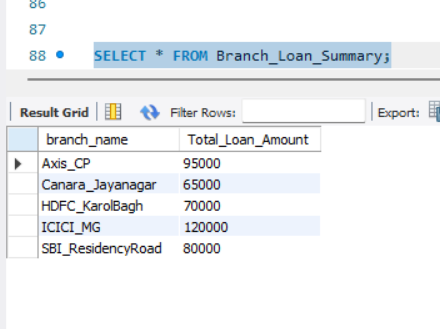 86
87
88 SELECT * FROM Branch_Loan_Summary;
Result Grid Filter Rows: Export:
branch_name Total_Loan_Amount
Axis_CP 95000
Canara_Jayanagar 65000
HDFC_KarolBagh 70000
ICICI_MG 120000
SBI_ResidencyRoad 80000